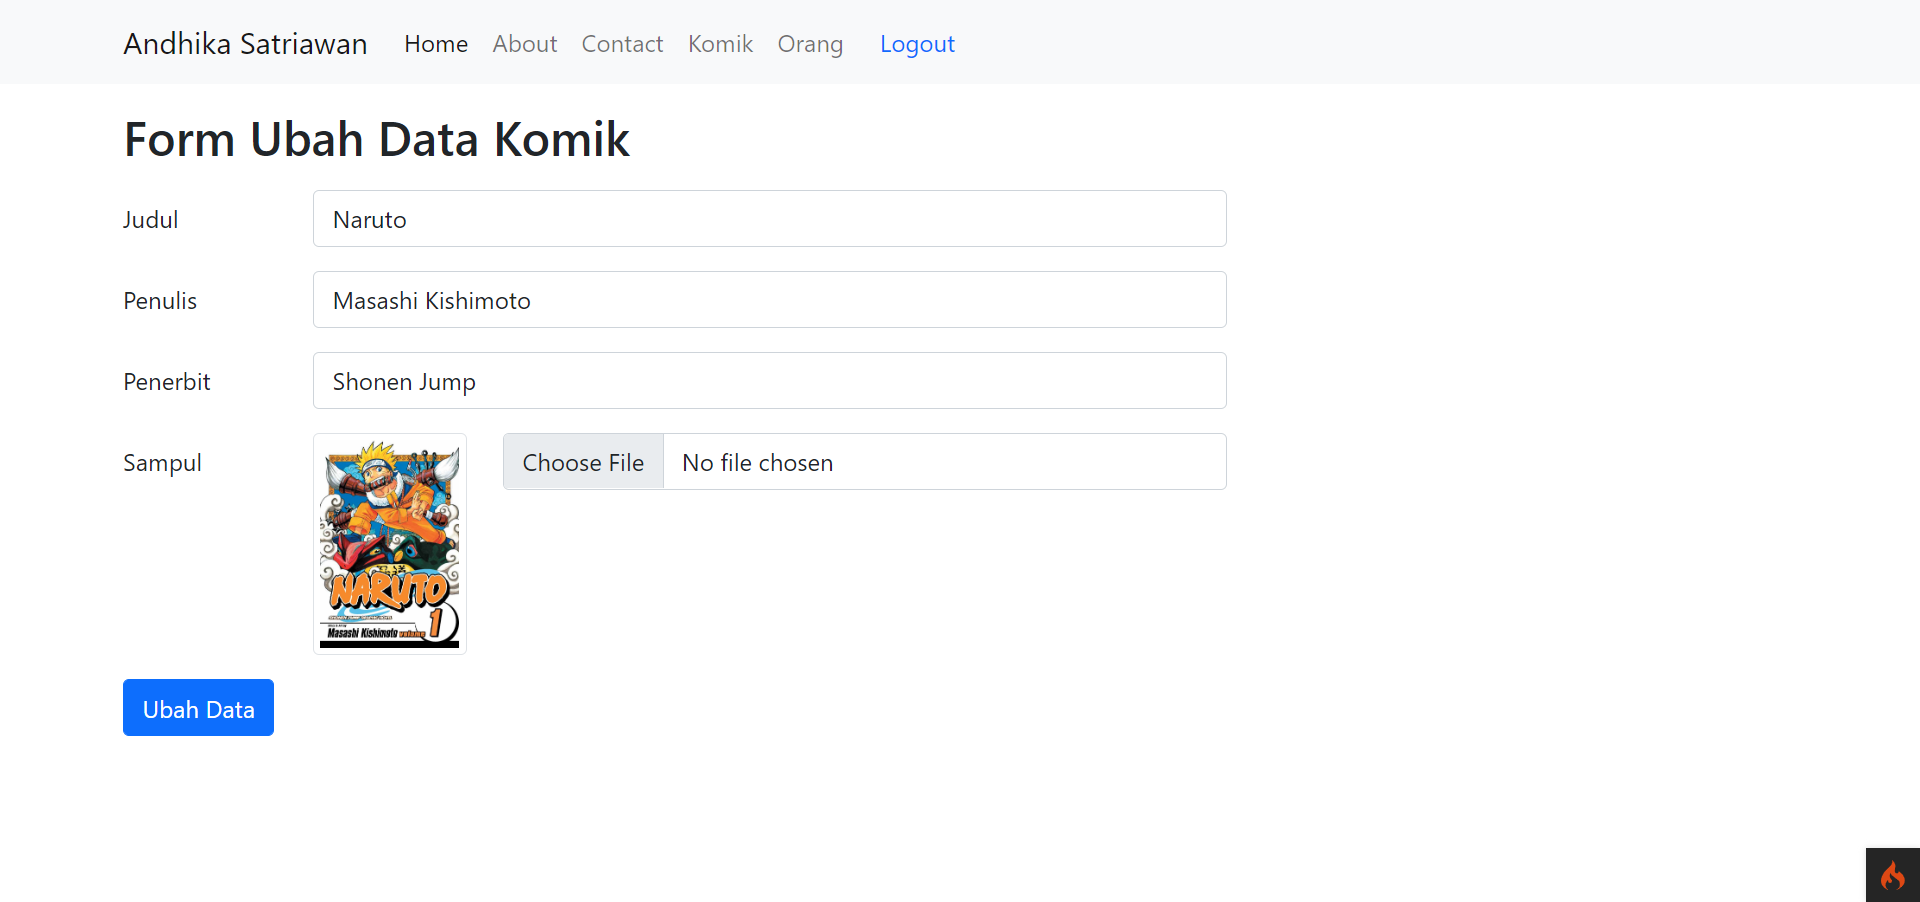 Andhika Satriawan Home About Contact Komik Orang Logout
Form Ubah Data Komik
Judul Naruto
Penulis Masashi Kishimoto
Penerbit Shonen Jump
Sampul Choose File No file chosen
NARUTO
1
Masashi Kishimoto volume
Ubah Data